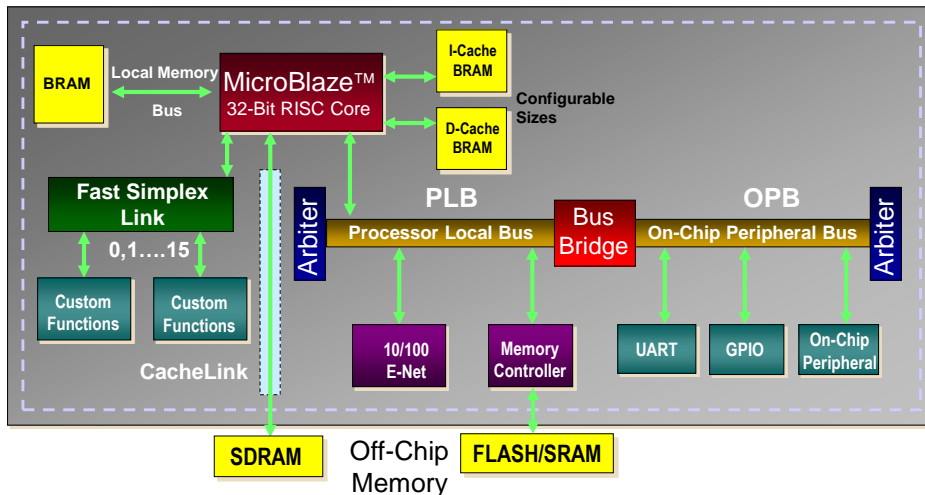 BRAM
Local Memory
Bus
MicroBlaze™
32-Bit RISC Core
I-Cache
BRAM
D-Cache
BRAM
Configurable
Sizes
Fast Simplex
Link
0,1….15
Custom
Functions
Custom
Functions
CacheLink
PLB
OPB
Arbiter
Processor Local Bus
Bus
Bridge
On-Chip Peripheral Bus
Arbiter
10/100
E-Net
Memory
Controller
UART
GPIO
On-Chip
Peripheral
SDRAM
Off-Chip
Memory
FLASH/SRAM